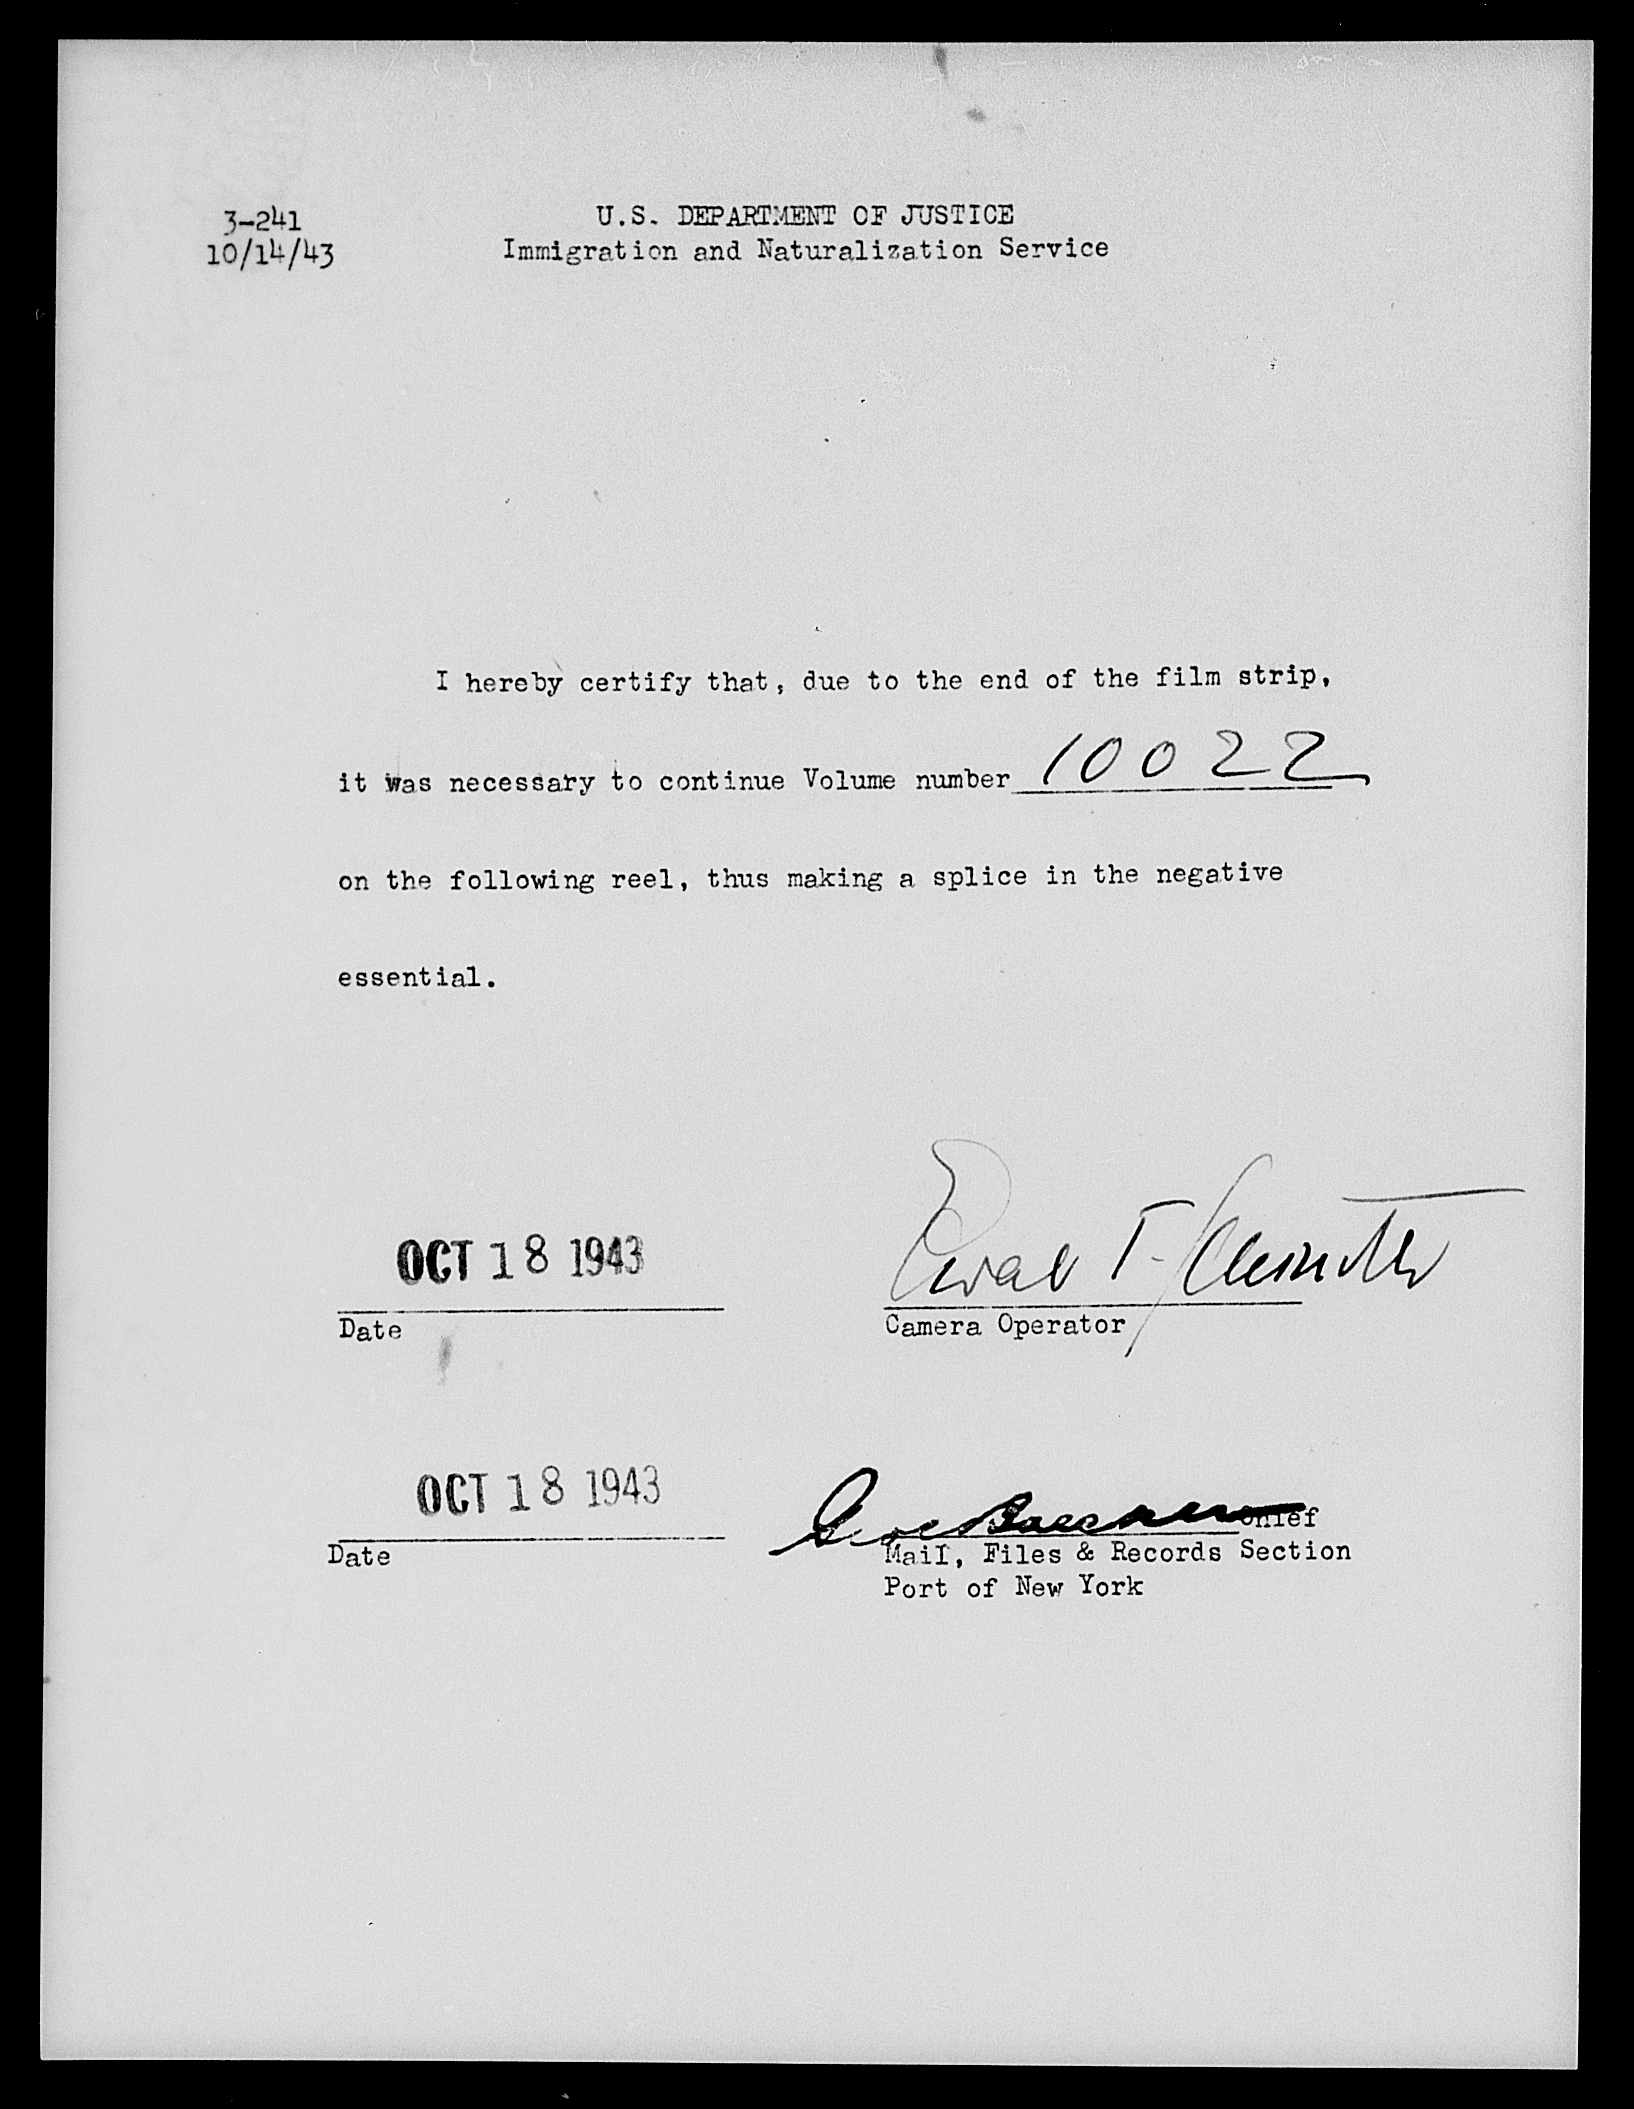 3-241
10/14/43
U.S. DEPARTMENT OF JUSTICE
Immigration and Naturalization Service
I hereby certify that, due to the end of the film strip,
it was necessary to continue Volume number 10022
on the following reel, thus making a splice in the negative
essential.
OCT 18 1943
Date
T.
Camera Operator
OCT 18 1943
Date
Chief
Mail, Files & Records Section
Port of New York